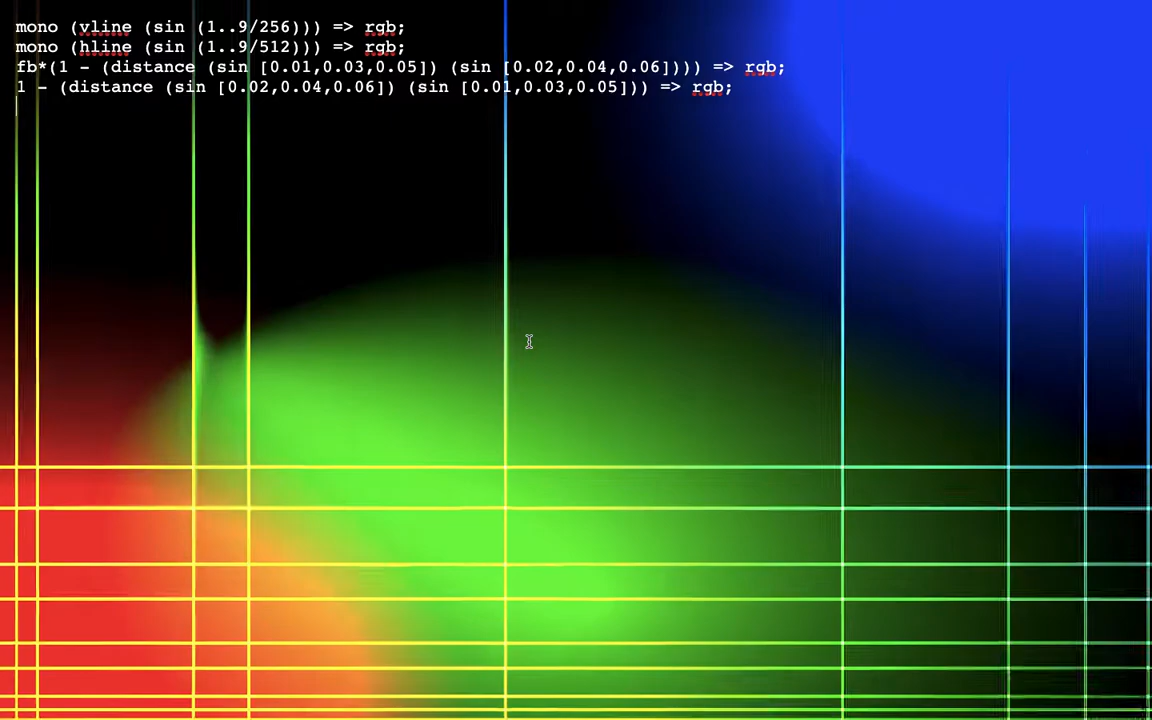 mono (vline (sin (1..9/256))) => rgb;
mono (hline (sin (1..9/512))) => rgb;
fb*(1 - (distance (sin [0.01,0.03,0.05]) (sin [0.02,0.04,0.06]))) => rgb;
1 - (distance (sin [0.02,0.04,0.06]) (sin [0.01,0.03,0.05])) => rgb;